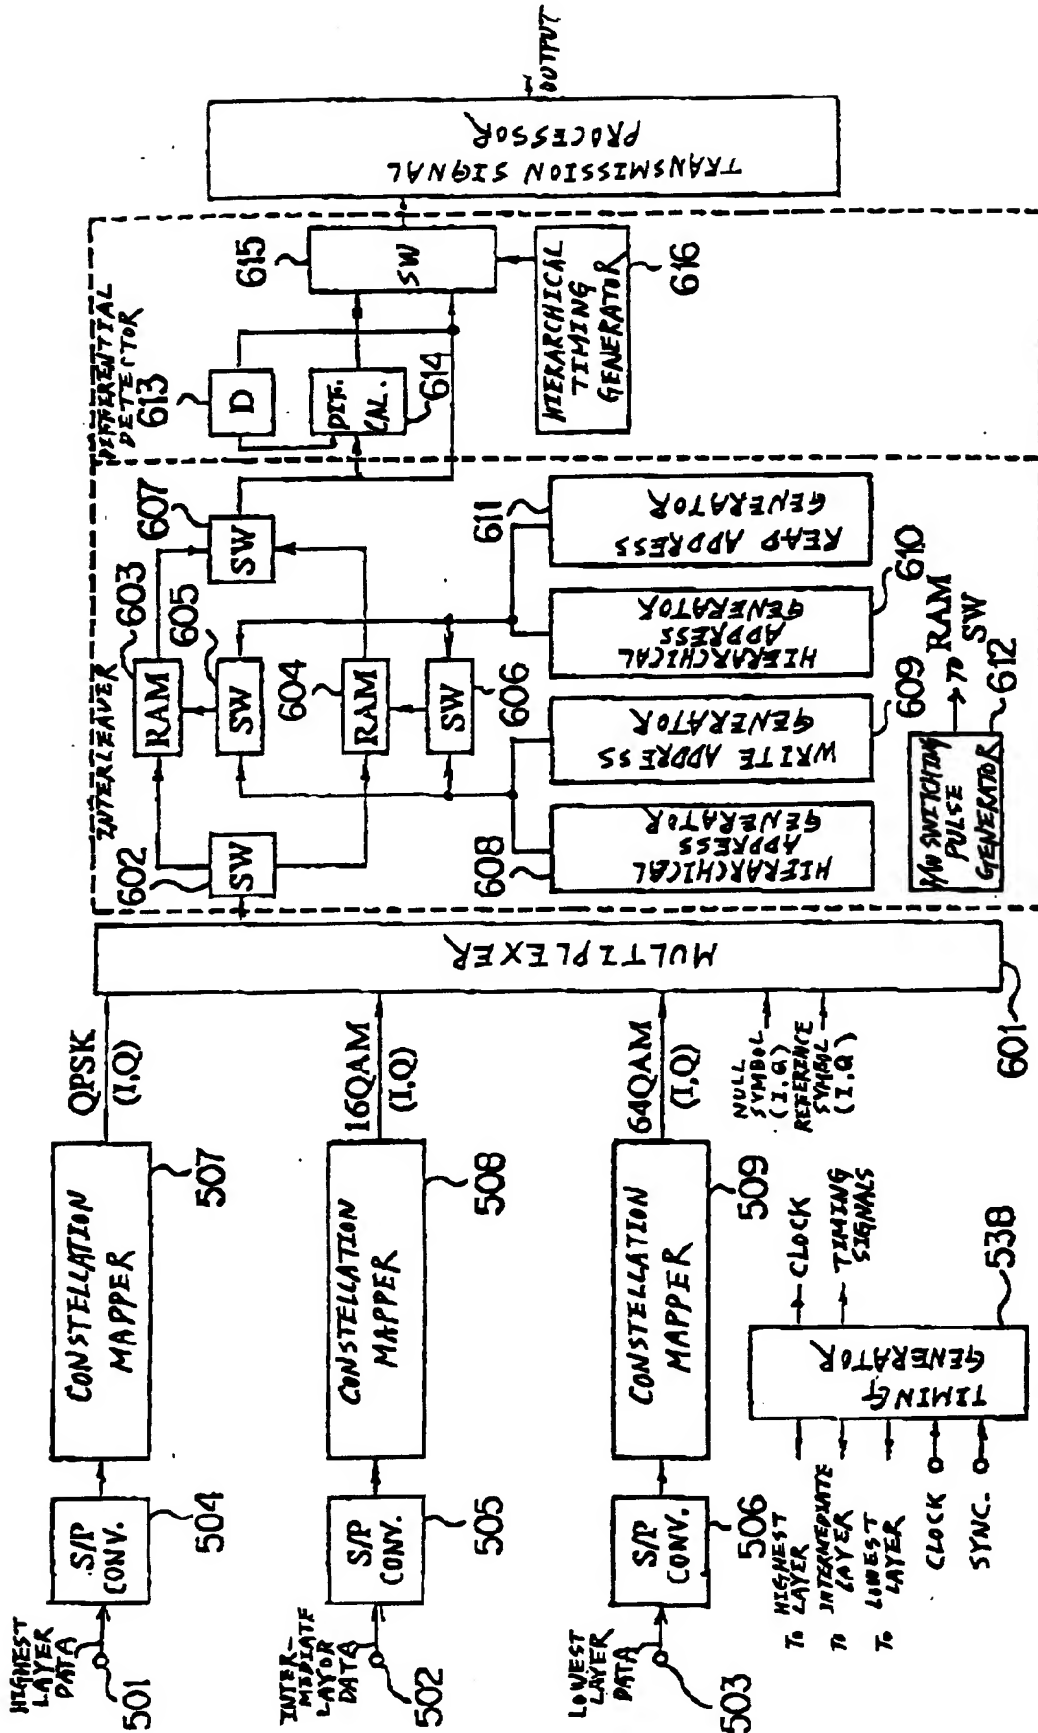 HIGHEST
LAYER
DATA
501
S/P
CONV.
504
CONSTELLATION
MAPPER
507
QPSK
(I,Q)
INTER-
MEDIATE
LAYOR
DATA
502
S/P
CONV.
505
CONSTELLATION
MAPPER
508
16QAM
(I,Q)
LOWEST
LAYER
DATA
503
S/P
CONV.
506
CONSTELLATION
MAPPER
509
64QAM
(I,Q)
NULL
SYMBOL
(I,Q)
REFERENCE
SYMBOL
(I,Q)
TO HIGHEST
LAYER
TO INTERMEDIATE
LAYER
TO LOWEST
LAYER
CLOCK
SYNC.
TIMING
GENERATOR
538
CLOCK
TIMING
SIGNALS
MULTIPLEXER
601
INTERLEAVER
602
SW
603
RAM
605
SW
604
RAM
606
SW
607
SW
608
HIERARCHICAL
ADDRESS
GENERATOR
609
WRITE ADDRESS
GENERATOR
610
HIERARCHICAL
ADDRESS
GENERATOR
611
READ ADDRESS
GENERATOR
SWITCHING
PULSE
GENERATOR
612
TO RAM
SW
DIFFERENTIAL
DETECTOR
613
D
DIF.
CAL.
614
615
SW
HIERARCHICAL
TIMING
GENERATOR
616
TRANSMISSION SIGNAL
PROCESSOR
OUTPUT